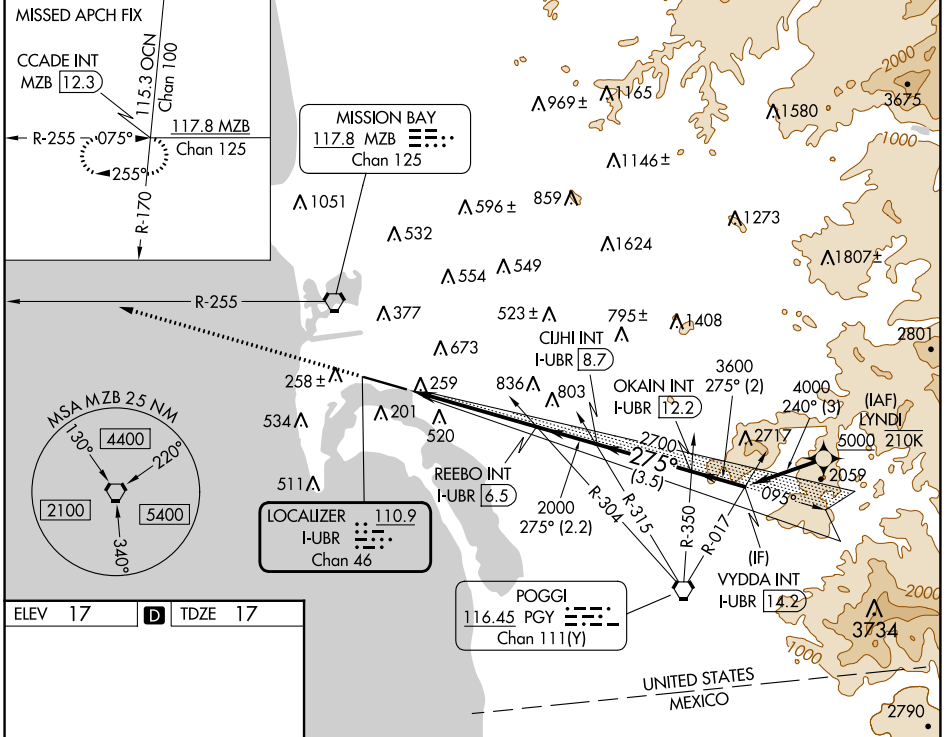 MISSED APCH FIX
CCADE INT
MZB 12.3
115.3 OCN
Chan 100
R-255
075°
117.8 MZB
Chan 125
255°
R-170
MISSION BAY
117.8 MZB
Chan 125
969±
1165
1580
2000
3675
1000
1146±
1051
596±
859
1273
532
1624
1807±
554
549
R-255
377
523±
795±
1408
2801
CIJHI INT
I-UBR 8.7
673
3600
275° (2)
258±
259
836
803
OKAIN INT
I-UBR 12.2
4000
240° (3)
(IAF)
LYNDI
5000 210K
MSA MZB 25 NM
130°
4400
220°
2100
5400
340°
534
201
520
2700
275°
(3.5)
2717
2059
095°
511
REEBO INT
I-UBR 6.5
2000
275° (2.2)
R-304
R-315
R-350
R-017
LOCALIZER 110.9
I-UBR
Chan 46
(IF)
VYDDA INT
I-UBR 14.2
POGGI
116.45 PGY
Chan 111(Y)
2000
3734
1000
ELEV 17
D
TDZE 17
UNITED STATES
MEXICO
2790